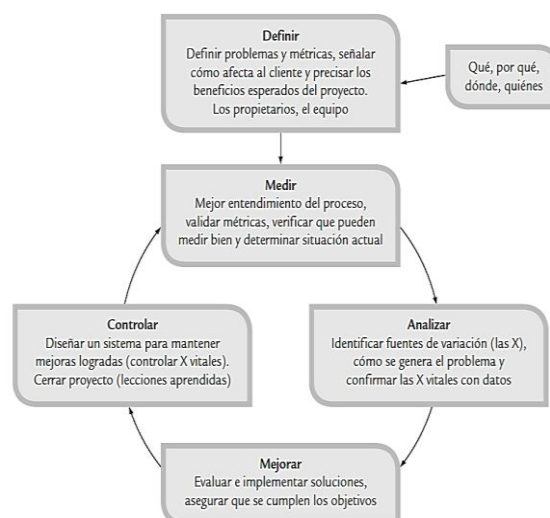 Definir
Definir problemas y métricas, señalar
cómo afecta al cliente y precisar los
beneficios esperados del proyecto.
Los propietarios, el equipo
Qué, por qué,
dónde, quiénes
Medir
Mejor entendimiento del proceso,
validar métricas, verificar que pueden
medir bien y determinar situación actual
Controlar
Diseñar un sistema para mantener
mejoras logradas (controlar X vitales).
Cerrar proyecto (lecciones aprendidas)
Analizar
Identificar fuentes de variación (las X),
cómo se genera el problema y
confirmar las X vitales con datos
Mejorar
Evaluar e implementar soluciones,
asegurar que se cumplen los objetivos